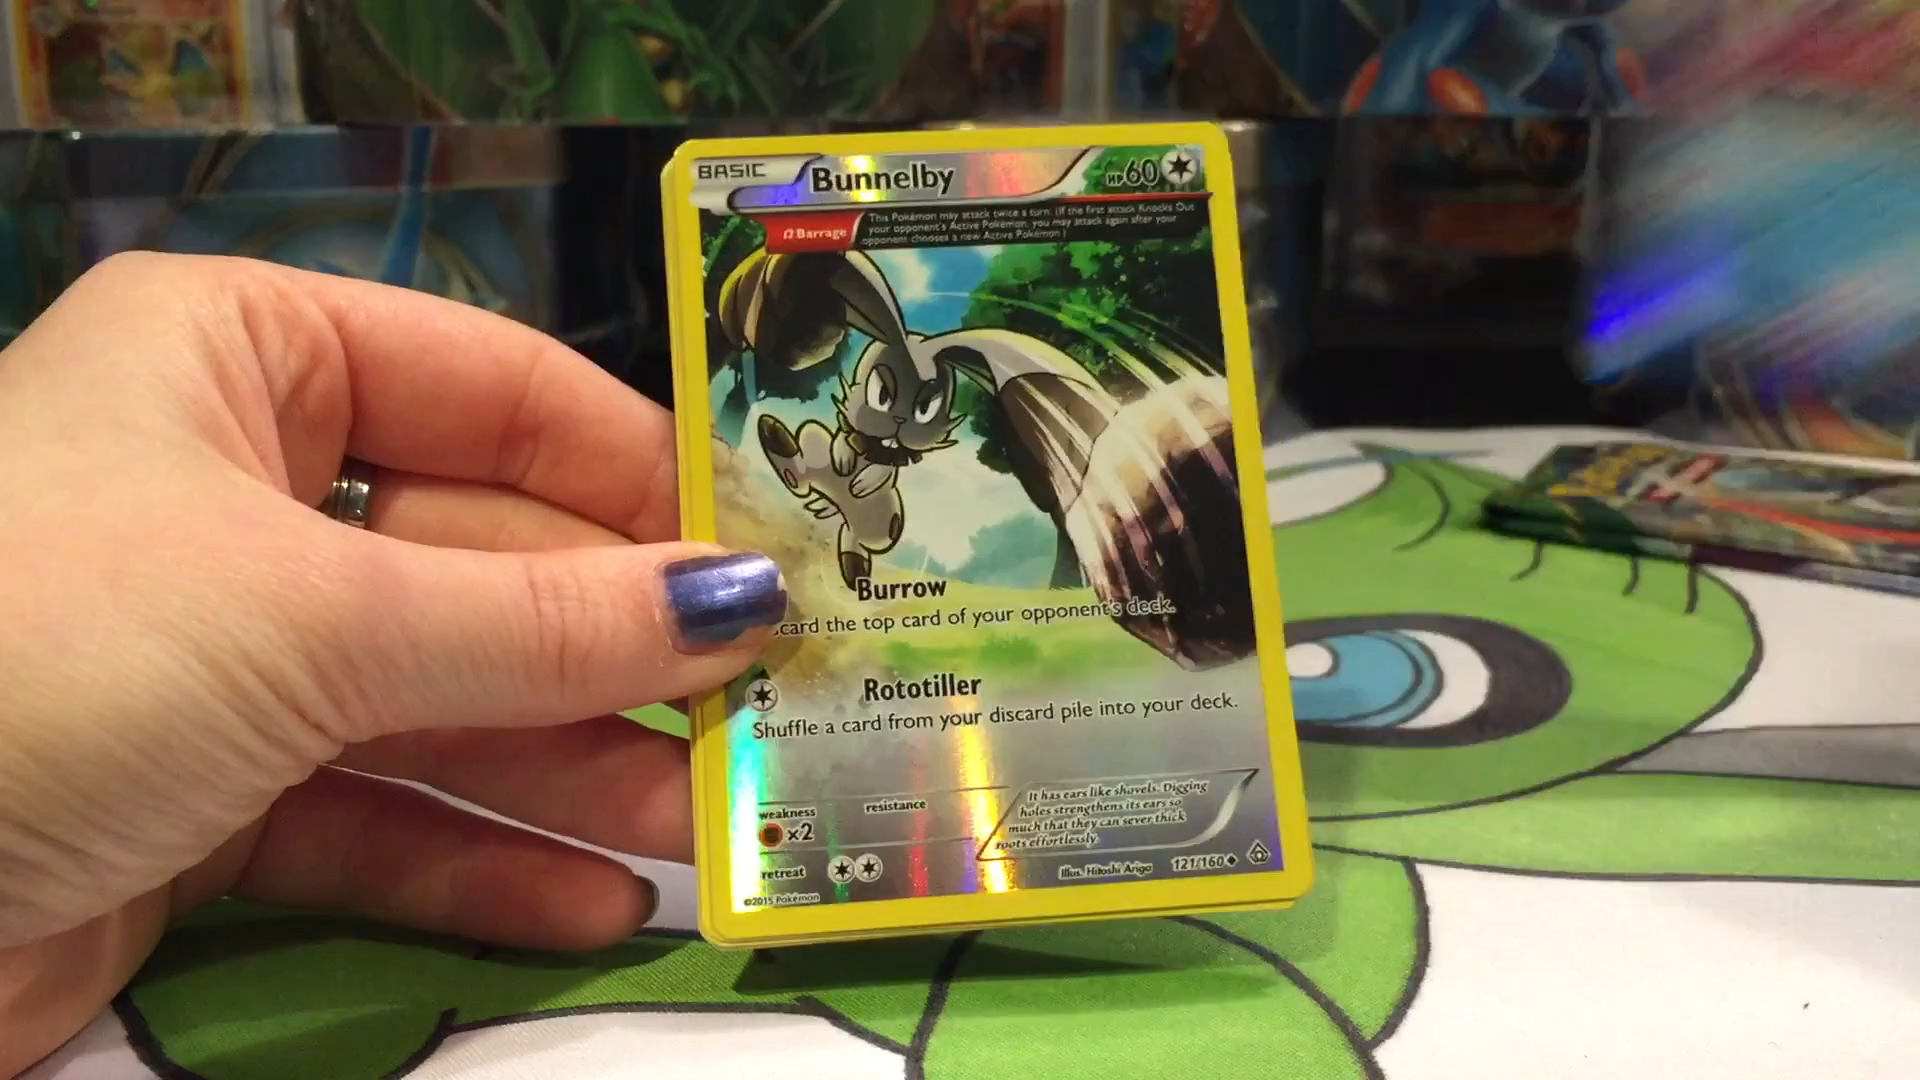 BASIC Bunnelby HP60
Ω Barrage
This Pokémon may attack twice a turn. (If the first attack Knocks Out
your opponent's Active Pokémon, you may attack again after your
opponent chooses a new Active Pokémon.)
Burrow
scard the top card of your opponent's deck.
Rototiller
Shuffle a card from your discard pile into your deck.
weakness resistance
×2
It has ears like shovels. Digging
holes strengthens its ears so
much that they can sever thick
roots effortlessly.
retreat
Illus. Hitoshi Ariga 121/160
©2015 Pokémon